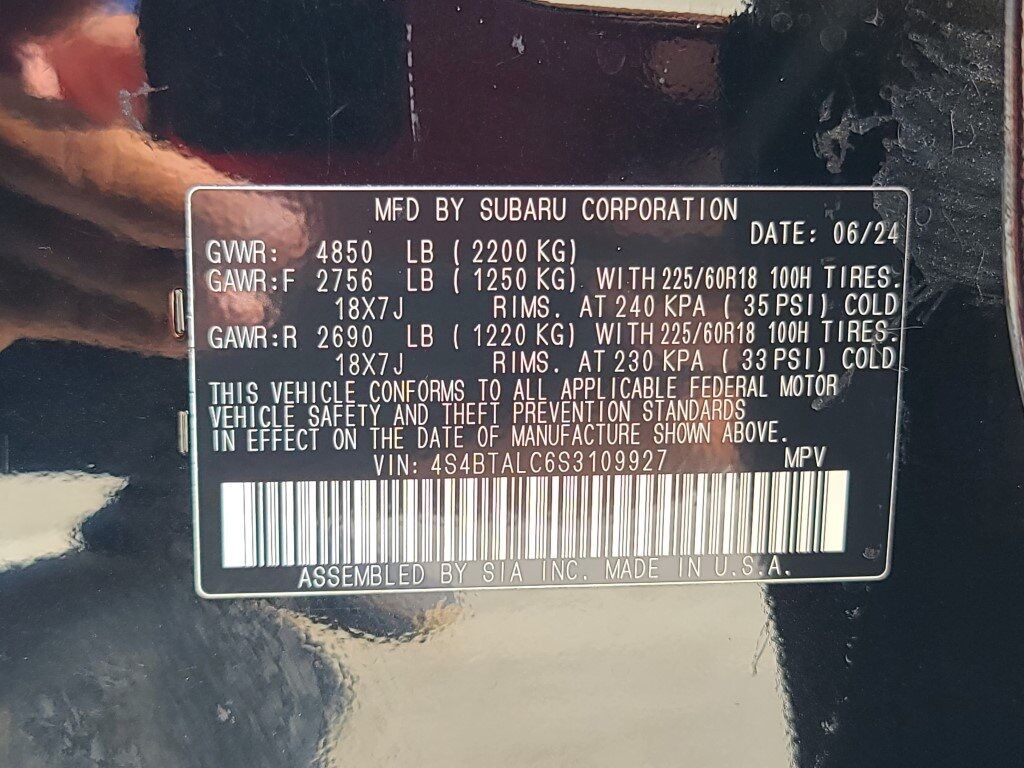 MFD BY SUBARU CORPORATION
DATE: 06/24
GVWR: 4850 LB ( 2200 KG)
GAWR:F 2756 LB ( 1250 KG) WITH 225/60R18 100H TIRES.
18X7J RIMS. AT 240 KPA ( 35 PSI) COLD
GAWR:R 2690 LB ( 1220 KG) WITH 225/60R18 100H TIRES.
18X7J RIMS. AT 230 KPA ( 33 PSI) COLD
THIS VEHICLE CONFORMS TO ALL APPLICABLE FEDERAL MOTOR
VEHICLE SAFETY AND THEFT PREVENTION STANDARDS
IN EFFECT ON THE DATE OF MANUFACTURE SHOWN ABOVE.
VIN: 4S4BTALC6S3109927 MPV
ASSEMBLED BY SIA INC. MADE IN U.S.A.